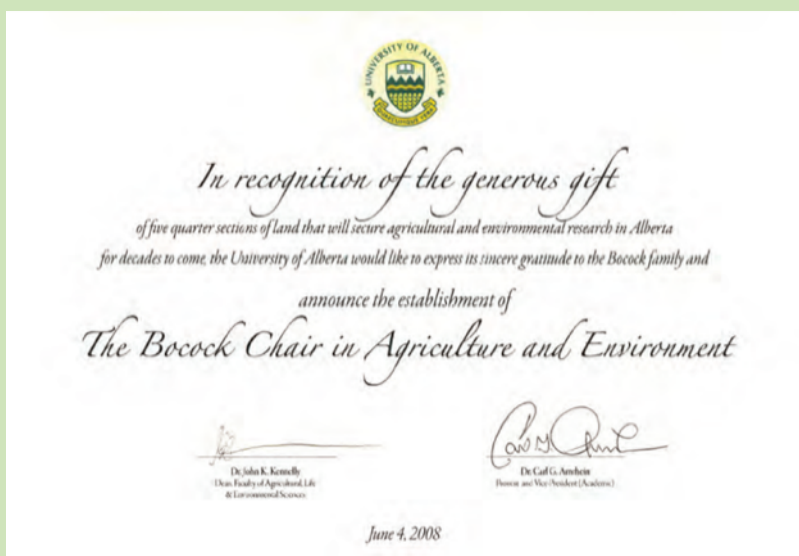 UNIVERSITY OF ALBERTA
In recognition of the generous gift
of five quarter sections of land that will secure agricultural and environmental research in Alberta
for decades to come, the University of Alberta would like to express its sincere gratitude to the Bocock family and
announce the establishment of
The Bocock Chair in Agriculture and Environment
Dr. John K. Kennelly
Dean, Faculty of Agricultural, Life
& Environmental Sciences
Dr. Carl G. Amrhein
Provost and Vice-President (Academic)
June 4, 2008